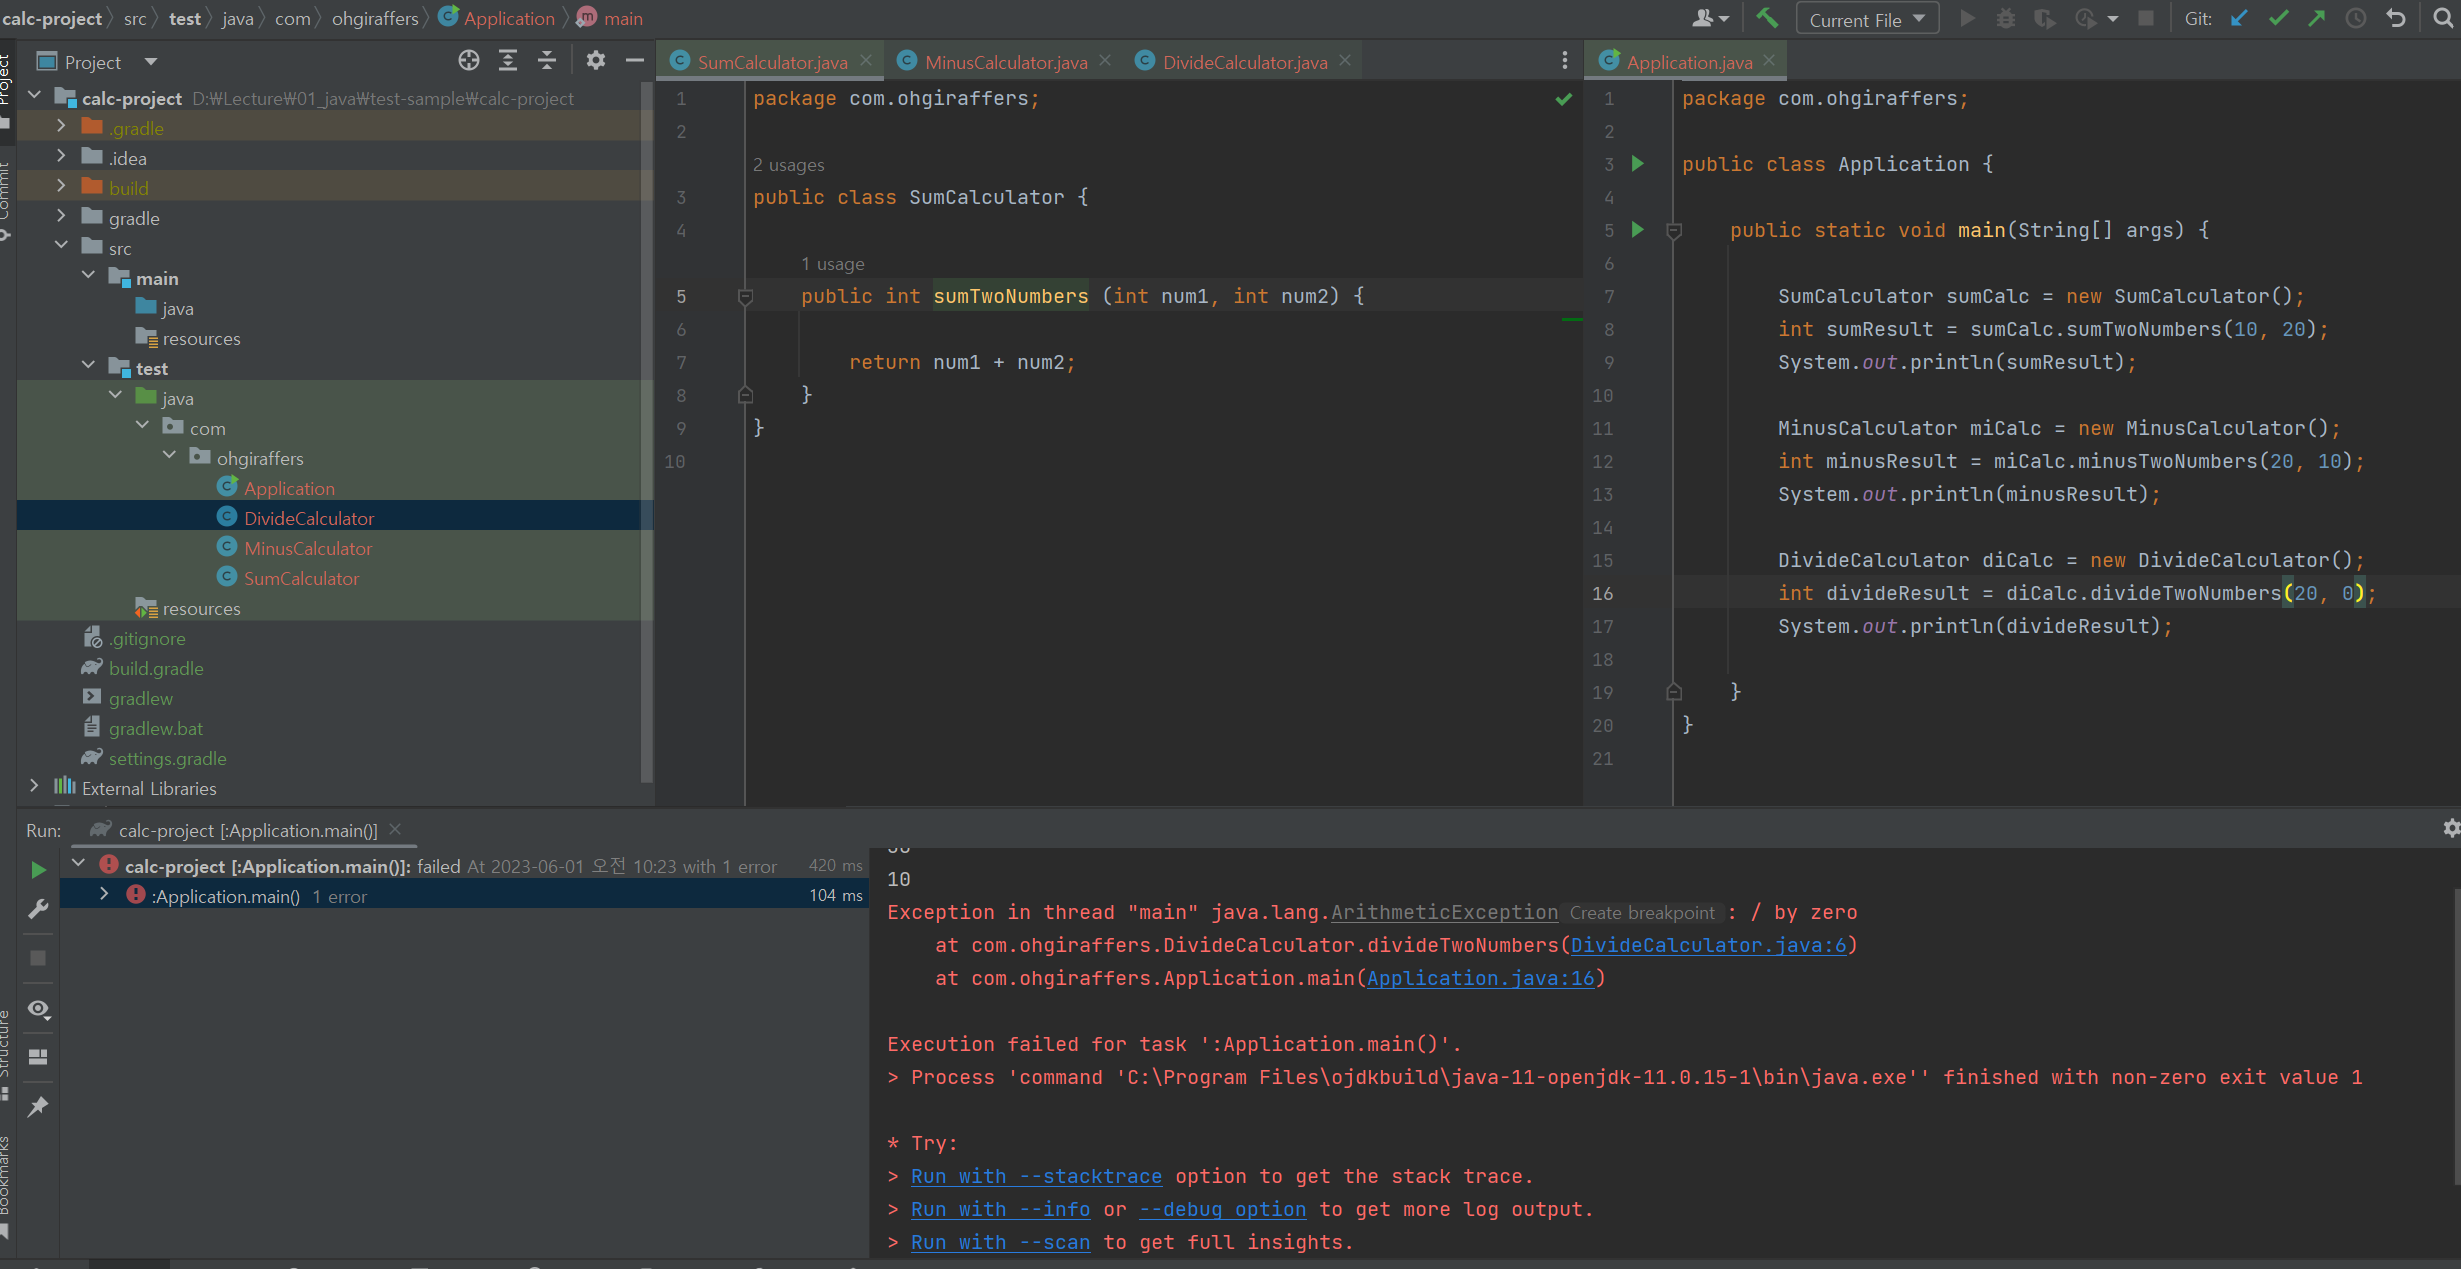 calc-project 〉 src 〉 test 〉 java 〉 com 〉 ohgiraffers 〉 Application 〉 main
Current File
Git:
Project
Commit
Structure
Bookmarks
Project
calc-project D:₩Lecture₩01_java₩test-sample₩calc-project
.gradle
.idea
build
gradle
src
main
java
resources
test
java
com
ohgiraffers
Application
DivideCalculator
MinusCalculator
SumCalculator
resources
.gitignore
build.gradle
gradlew
gradlew.bat
settings.gradle
External Libraries
SumCalculator.java MinusCalculator.java DivideCalculator.java
1 package com.ohgiraffers;
2
2 usages
3 public class SumCalculator {
4
1 usage
5 public int sumTwoNumbers (int num1, int num2) {
6
7 return num1 + num2;
8 }
9 }
10
Application.java
1 package com.ohgiraffers;
2
3 public class Application {
4
5 public static void main(String[] args) {
6
7 SumCalculator sumCalc = new SumCalculator();
8 int sumResult = sumCalc.sumTwoNumbers(10, 20);
9 System.out.println(sumResult);
10
11 MinusCalculator miCalc = new MinusCalculator();
12 int minusResult = miCalc.minusTwoNumbers(20, 10);
13 System.out.println(minusResult);
14
15 DivideCalculator diCalc = new DivideCalculator();
16 int divideResult = diCalc.divideTwoNumbers(20, 0);
17 System.out.println(divideResult);
18
19 }
20 }
21
Run: calc-project [:Application.main()]
calc-project [:Application.main()]: failed At 2023-06-01 오전 10:23 with 1 error 420 ms
:Application.main() 1 error 104 ms
10
Exception in thread "main" java.lang.ArithmeticException Create breakpoint : / by zero
at com.ohgiraffers.DivideCalculator.divideTwoNumbers(DivideCalculator.java:6)
at com.ohgiraffers.Application.main(Application.java:16)
Execution failed for task ':Application.main()'.
> Process 'command 'C:\Program Files\ojdkbuild\java-11-openjdk-11.0.15-1\bin\java.exe'' finished with non-zero exit value 1
* Try:
> Run with --stacktrace option to get the stack trace.
> Run with --info or --debug option to get more log output.
> Run with --scan to get full insights.